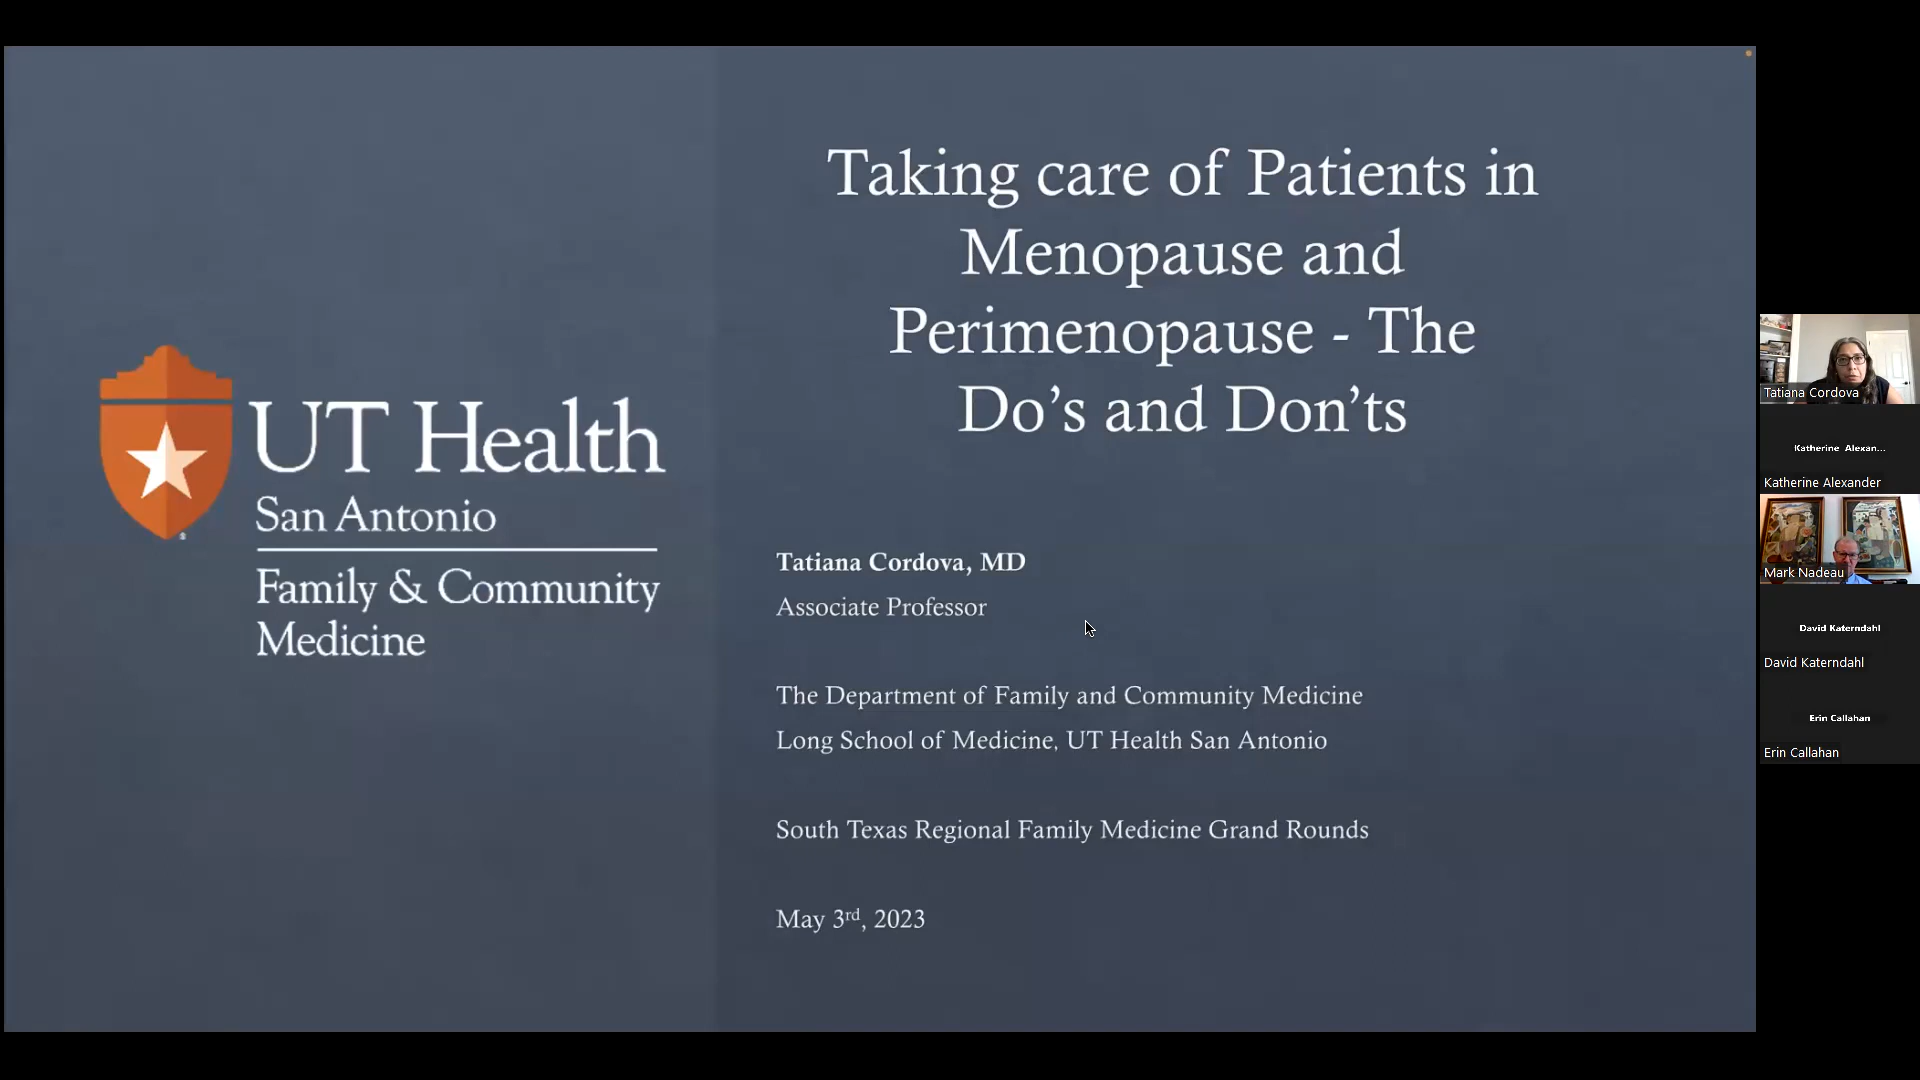 Taking care of Patients in
Menopause and
Perimenopause - The
Do’s and Don’ts
UT Health
San Antonio
Family & Community
Medicine
Tatiana Cordova, MD
Associate Professor
The Department of Family and Community Medicine
Long School of Medicine, UT Health San Antonio
South Texas Regional Family Medicine Grand Rounds
May 3rd, 2023
Tatiana Cordova
Katherine Alexan...
Katherine Alexander
Mark Nadeau
David Katerndahl
David Katerndahl
Erin Callahan
Erin Callahan